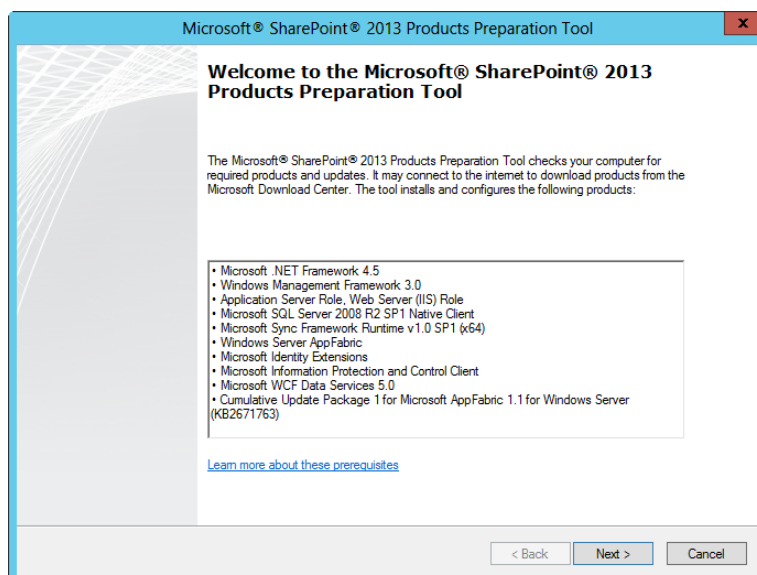 Microsoft® SharePoint® 2013 Products Preparation Tool
x
Welcome to the Microsoft® SharePoint® 2013
Products Preparation Tool
The Microsoft® SharePoint® 2013 Products Preparation Tool checks your computer for
required products and updates. It may connect to the internet to download products from the
Microsoft Download Center. The tool installs and configures the following products:
• Microsoft .NET Framework 4.5
• Windows Management Framework 3.0
• Application Server Role, Web Server (IIS) Role
• Microsoft SQL Server 2008 R2 SP1 Native Client
• Microsoft Sync Framework Runtime v1.0 SP1 (x64)
• Windows Server AppFabric
• Microsoft Identity Extensions
• Microsoft Information Protection and Control Client
• Microsoft WCF Data Services 5.0
• Cumulative Update Package 1 for Microsoft AppFabric 1.1 for Windows Server
(KB2671763)
Learn more about these prerequisites
< Back Next > Cancel